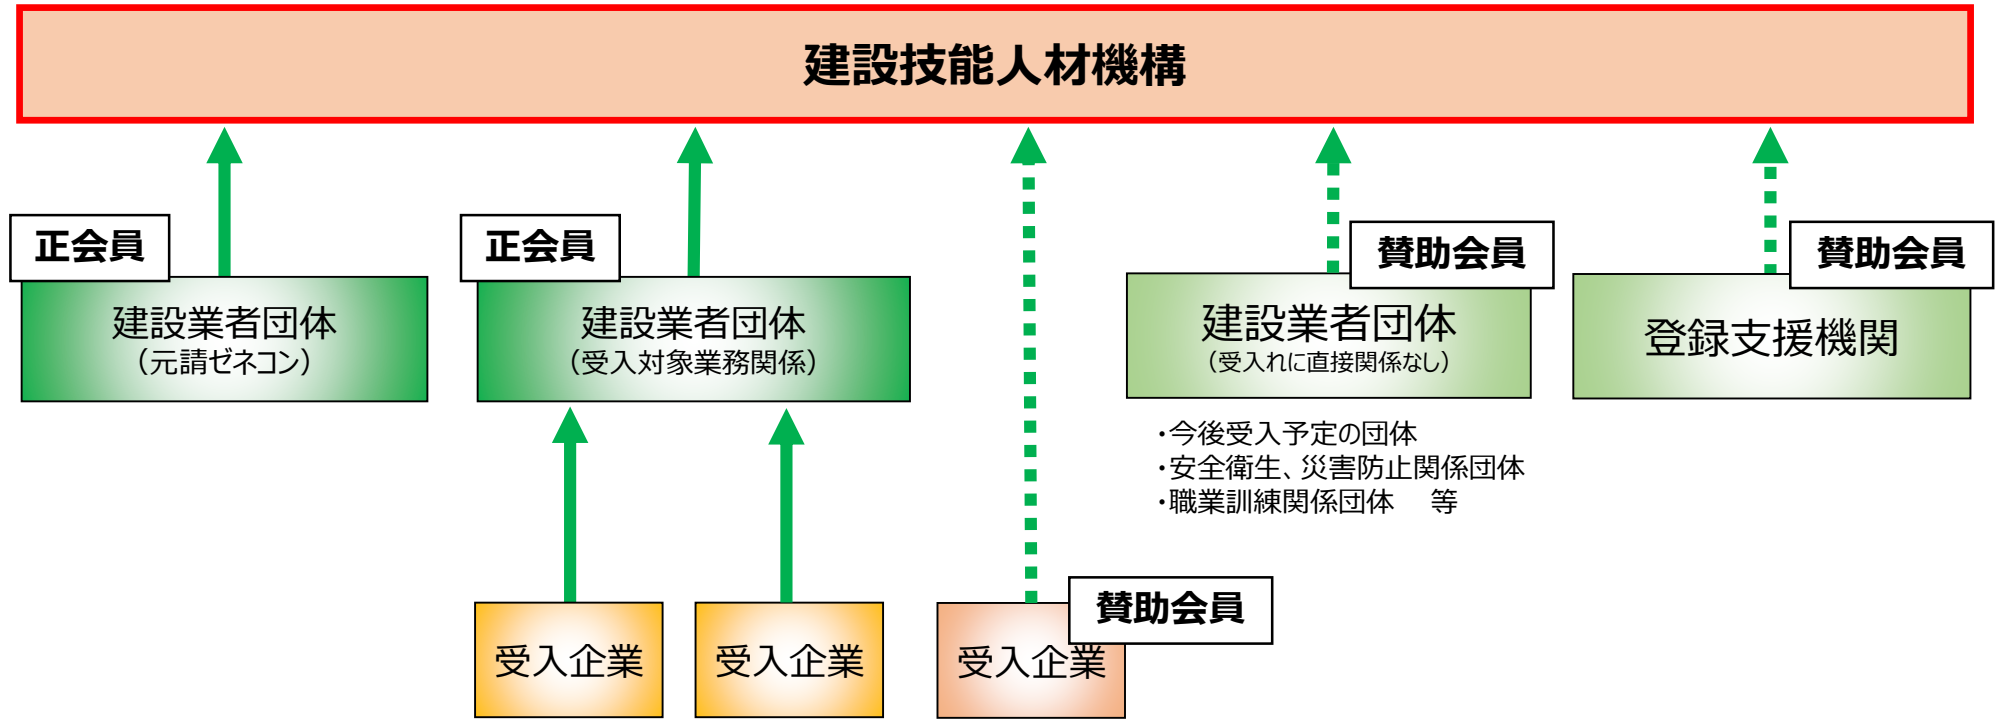 建設技能人材機構
正会員
建設業者団体
（元請ゼネコン）
正会員
建設業者団体
（受入対象業務関係）
賛助会員
建設業者団体
（受入れに直接関係なし）
・今後受入予定の団体
・安全衛生、災害防止関係団体
・職業訓練関係団体　等
賛助会員
登録支援機関
受入企業
受入企業
賛助会員
受入企業